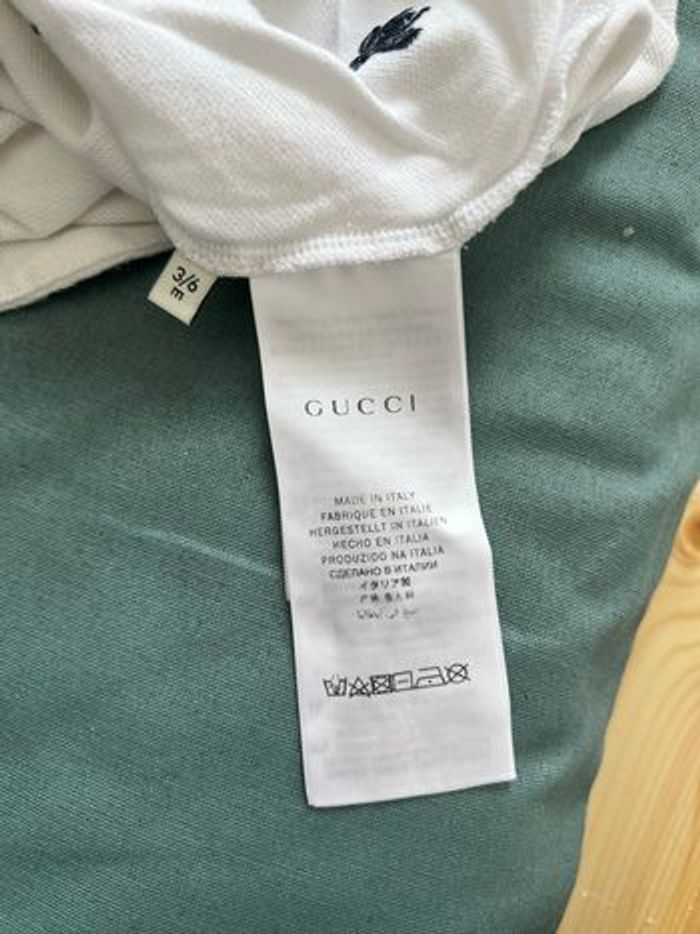 3/6
m
GUCCI
MADE IN ITALY
FABRIQUE EN ITALIE
HERGESTELLT IN ITALIEN
HECHO EN ITALIA
PRODUZIDO NA ITALIA
СДЕЛАНО В ИТАЛИИ
イタリア製